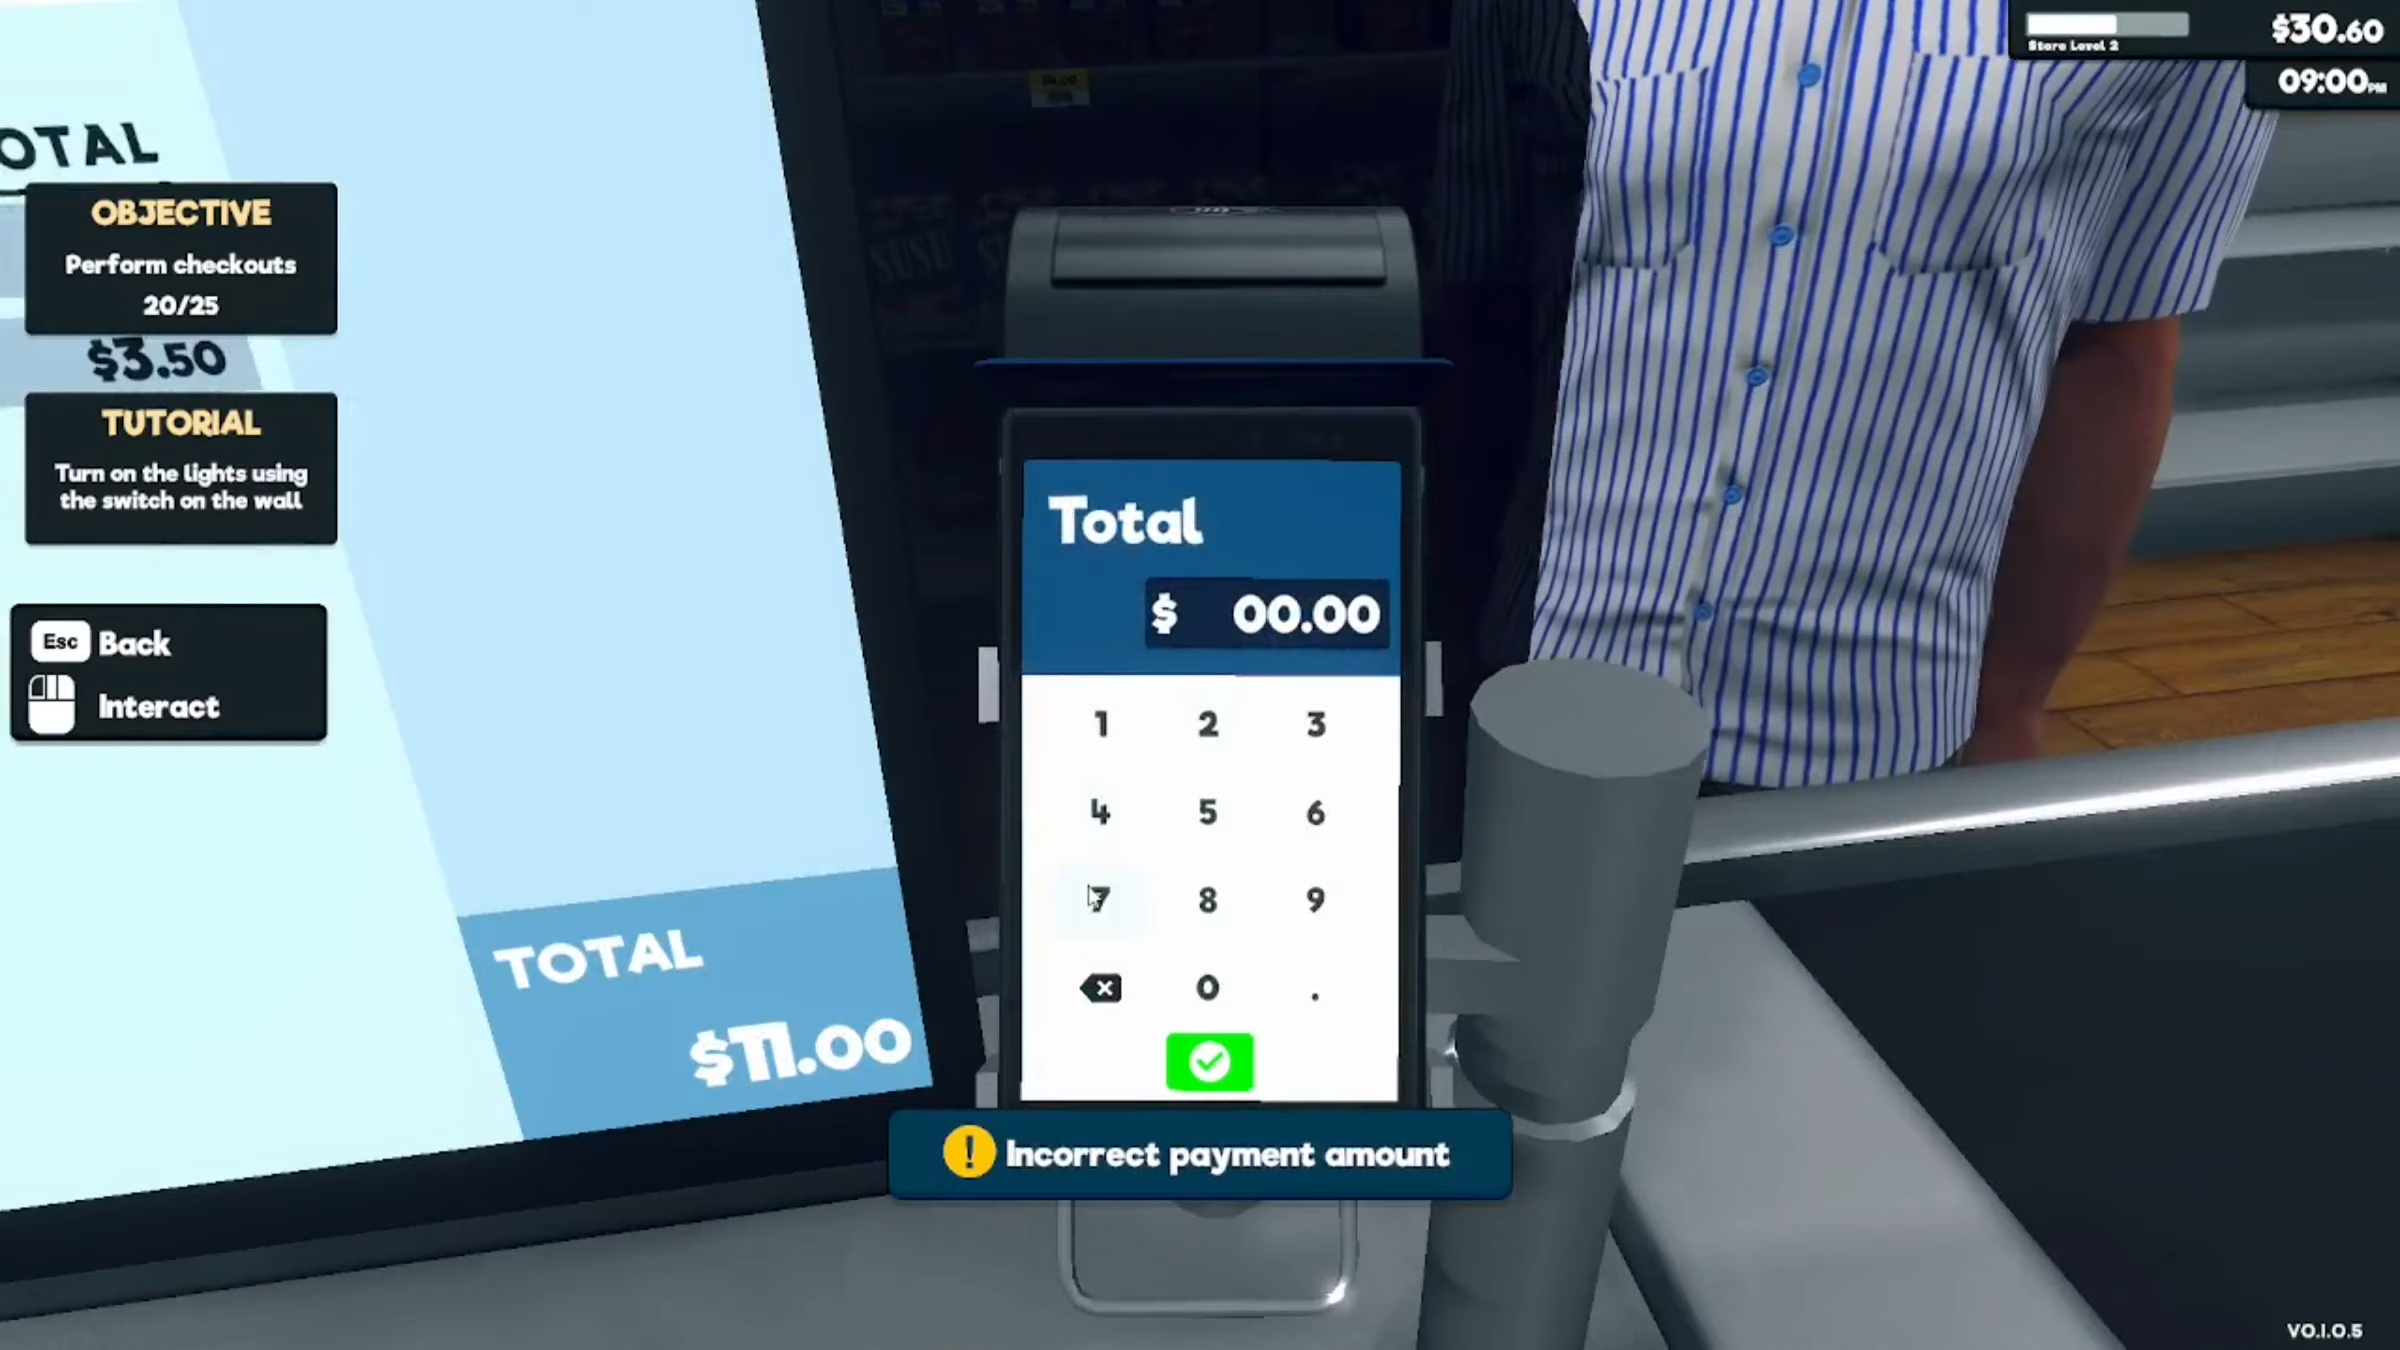 $30.60
Store Level 2
09:00PM
OTAL
OBJECTIVE
Perform checkouts
20/25
$3.50
TUTORIAL
Turn on the lights using
the switch on the wall
Esc Back
Interact
Total
$ 00.00
1 2 3
4 5 6
7 8 9
0 .
TOTAL
$11.00
! Incorrect payment amount
V0.1.0.5